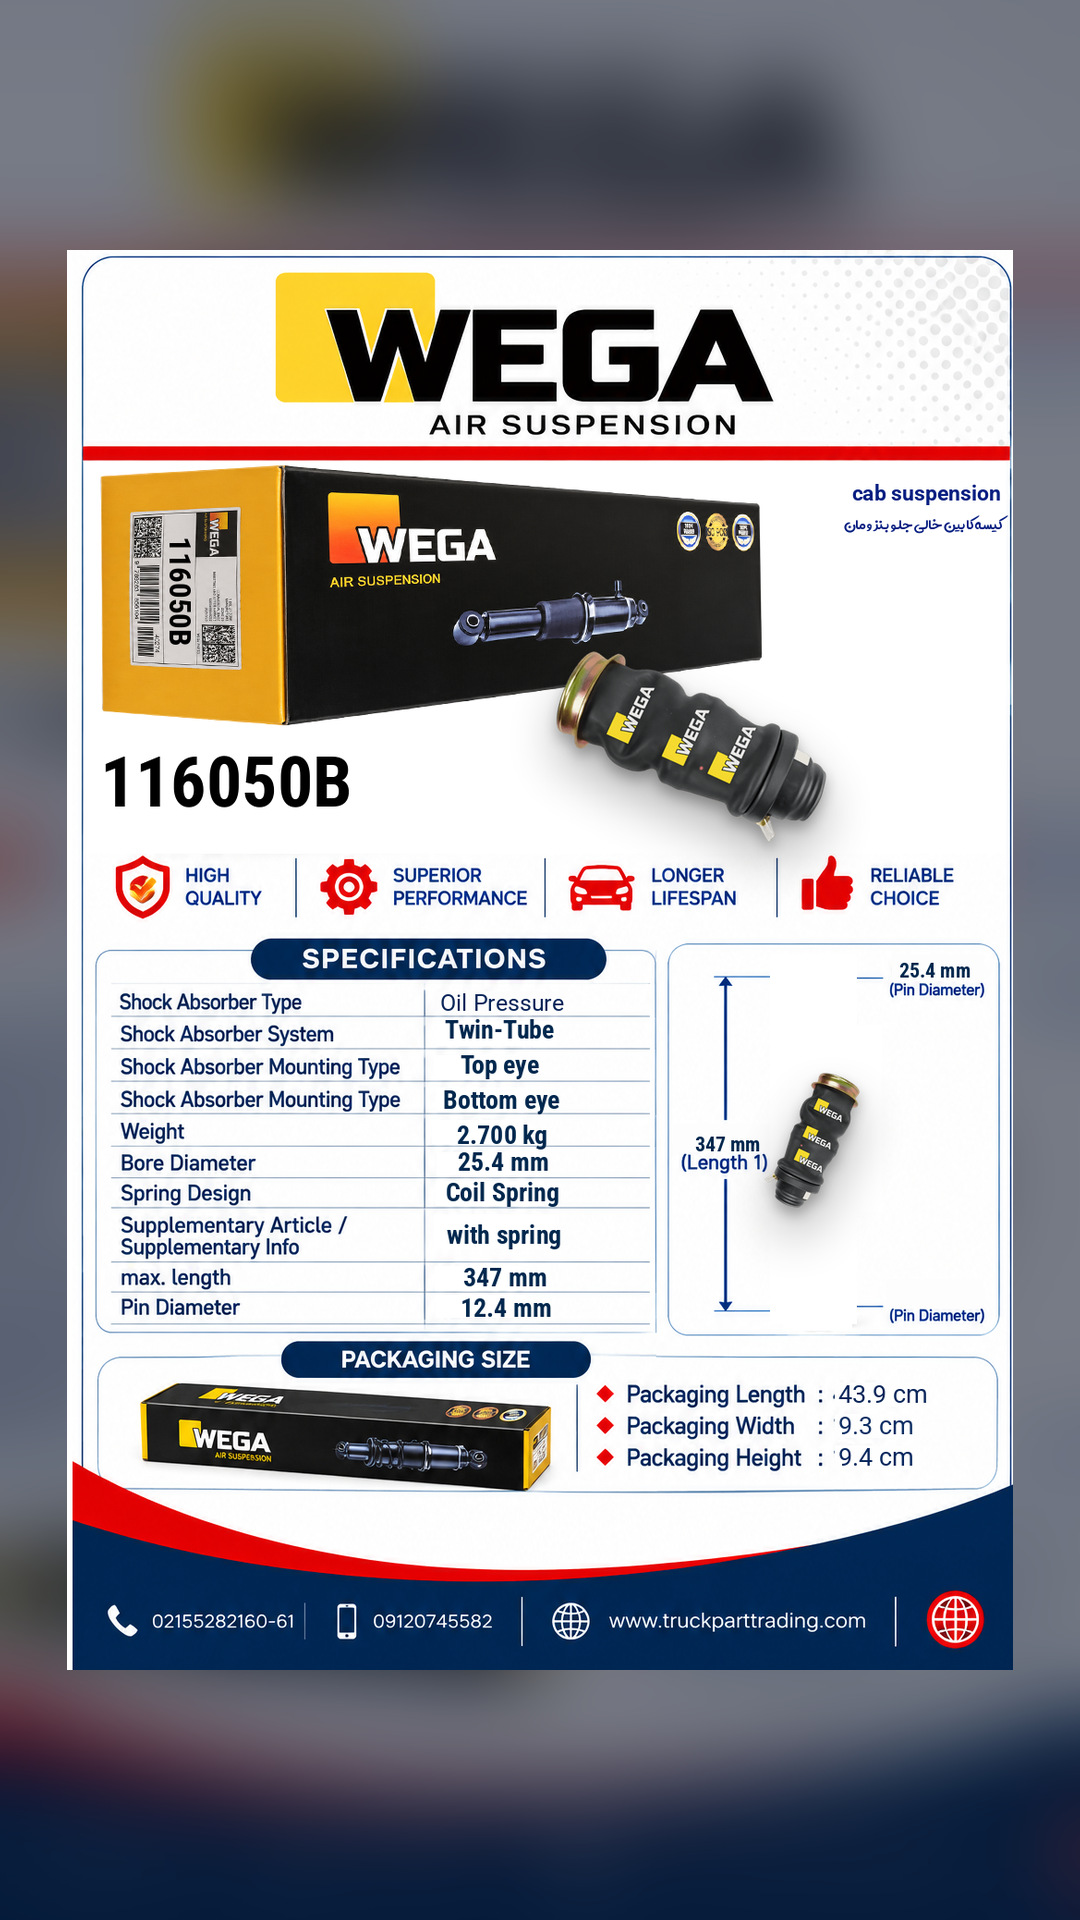 WEGA
AIR SUSPENSION
cab suspension
کیسه کابین خالی جلو بنز و مان
WEGA
AIR SUSPENSION
WEGA
116050B
WEGA
WEGA
WEGA
116050B
HIGH QUALITY
SUPERIOR PERFORMANCE
LONGER LIFESPAN
RELIABLE CHOICE
SPECIFICATIONS
Shock Absorber Type Oil Pressure
Shock Absorber System Twin-Tube
Shock Absorber Mounting Type Top eye
Shock Absorber Mounting Type Bottom eye
Weight 2.700 kg
Bore Diameter 25.4 mm
Spring Design Coil Spring
Supplementary Article /
Supplementary Info with spring
max. length 347 mm
Pin Diameter 12.4 mm
25.4 mm
(Pin Diameter)
WEGA
WEGA
WEGA
347 mm
(Length 1)
(Pin Diameter)
PACKAGING SIZE
WEGA
WEGA
AIR SUSPENSION
Packaging Length : 43.9 cm
Packaging Width : 9.3 cm
Packaging Height : 9.4 cm
02155282160-61
09120745582
www.truckparttrading.com